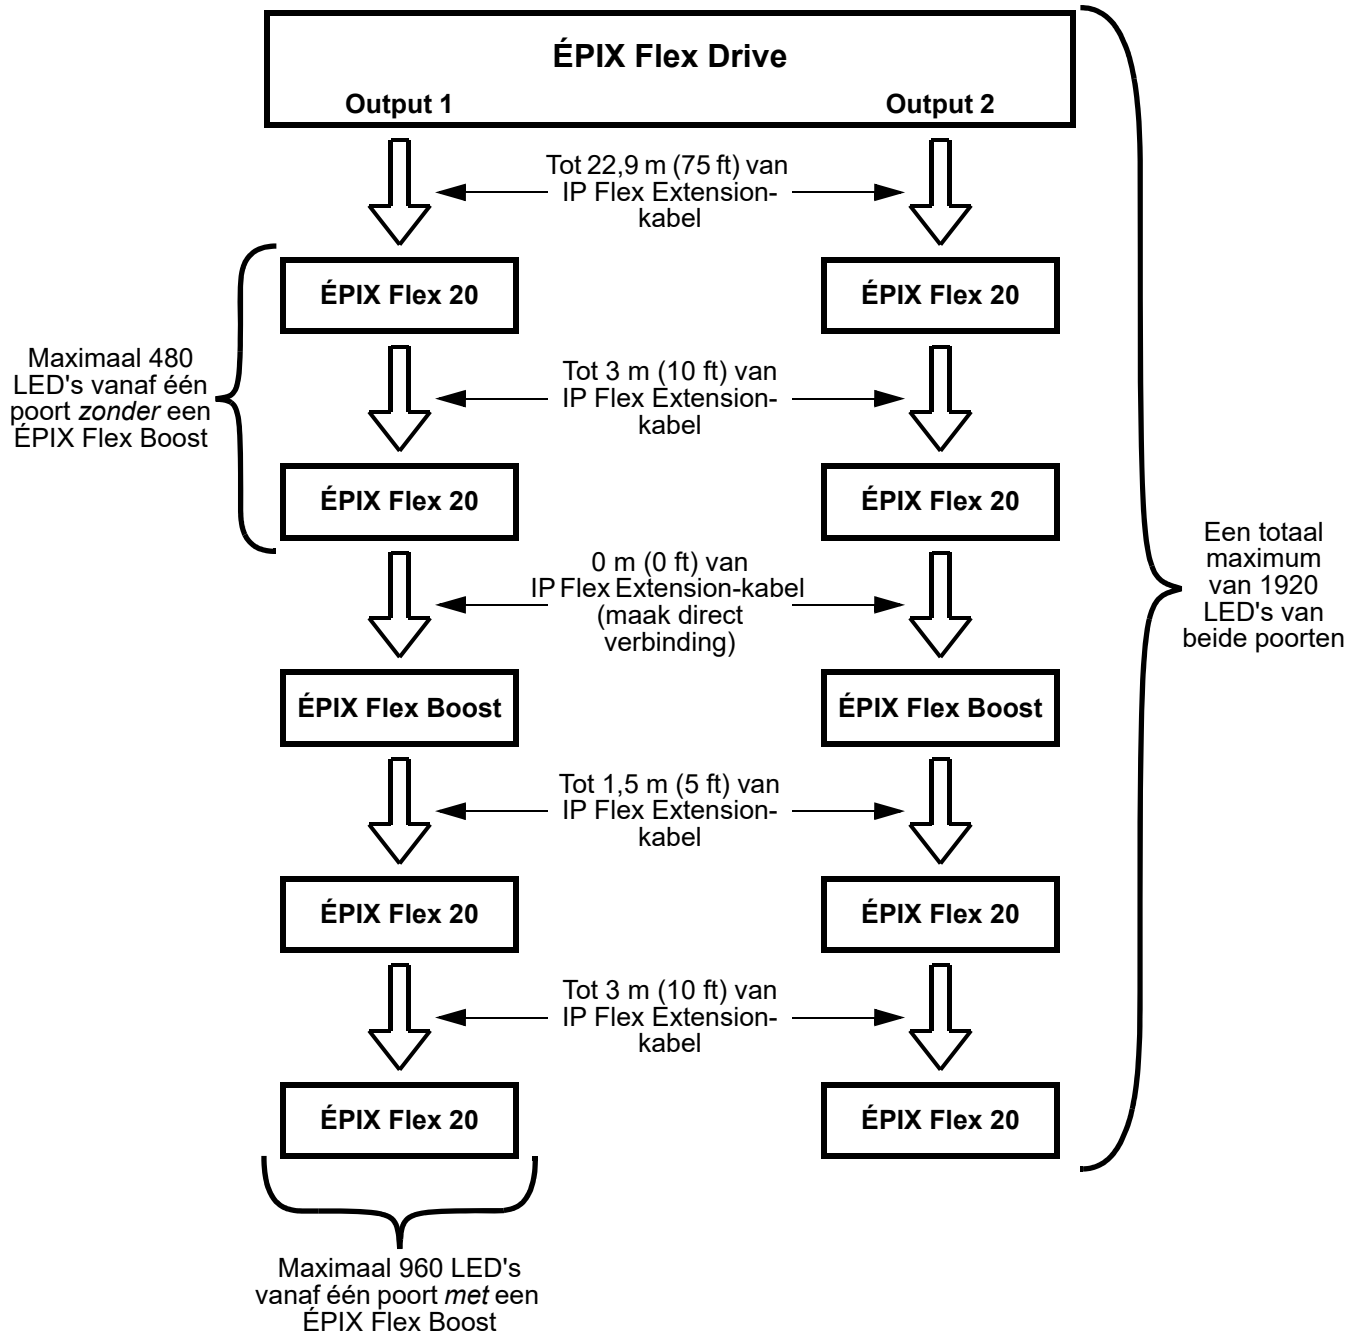 ÉPIX Flex Drive
Output 1
Output 2
Tot 22,9 m (75 ft) van
IP Flex Extension-
kabel
ÉPIX Flex 20
ÉPIX Flex 20
Maximaal 480
LED's vanaf één
poort zonder een
ÉPIX Flex Boost
Tot 3 m (10 ft) van
IP Flex Extension-
kabel
ÉPIX Flex 20
ÉPIX Flex 20
Een totaal
maximum
van 1920
LED's van
beide poorten
0 m (0 ft) van
IP Flex Extension-kabel
(maak direct
verbinding)
ÉPIX Flex Boost
ÉPIX Flex Boost
Tot 1,5 m (5 ft) van
IP Flex Extension-
kabel
ÉPIX Flex 20
ÉPIX Flex 20
Tot 3 m (10 ft) van
IP Flex Extension-
kabel
ÉPIX Flex 20
ÉPIX Flex 20
Maximaal 960 LED's
vanaf één poort met een
ÉPIX Flex Boost